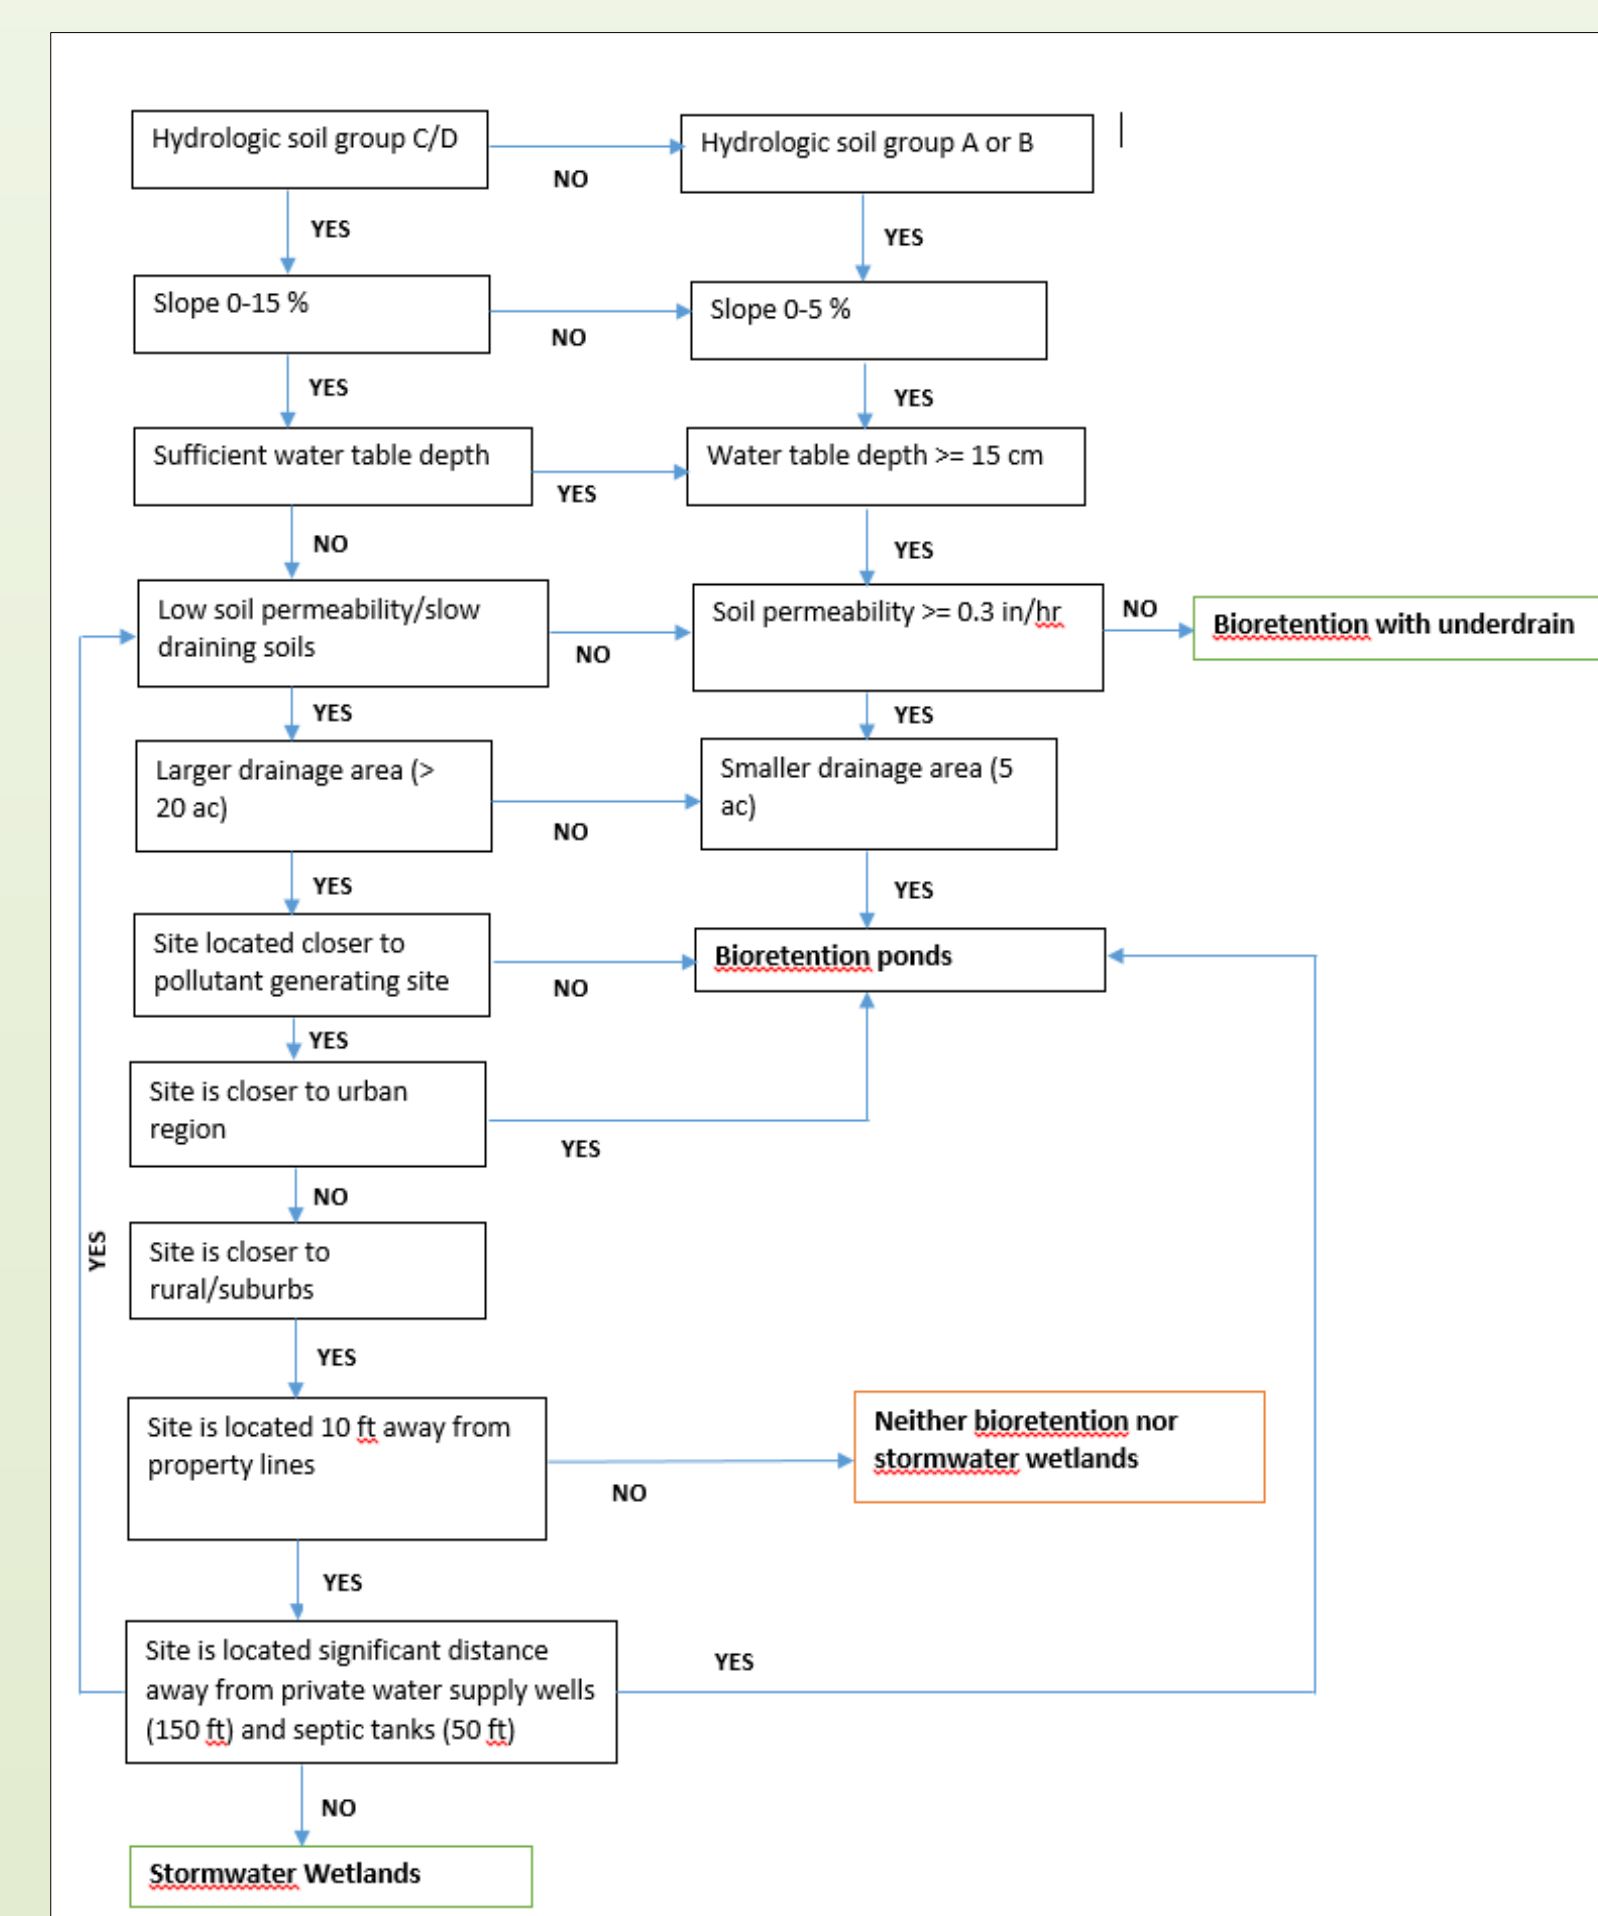 Hydrologic soil group C/D
NO
Hydrologic soil group A or B
YES
YES
Slope 0-15 %
NO
Slope 0-5 %
YES
YES
Sufficient water table depth
YES
Water table depth >= 15 cm
NO
YES
Low soil permeability/slow
draining soils
NO
Soil permeability >= 0.3 in/hr
NO
Bioretention with underdrain
YES
YES
Larger drainage area (>
20 ac)
NO
Smaller drainage area (5
ac)
YES
YES
Site located closer to
pollutant generating site
NO
Bioretention ponds
YES
Site is closer to urban
region
YES
NO
YES
Site is closer to
rural/suburbs
YES
Site is located 10 ft away from
property lines
NO
Neither bioretention nor
stormwater wetlands
YES
Site is located significant distance
away from private water supply wells
(150 ft) and septic tanks (50 ft)
YES
NO
Stormwater Wetlands